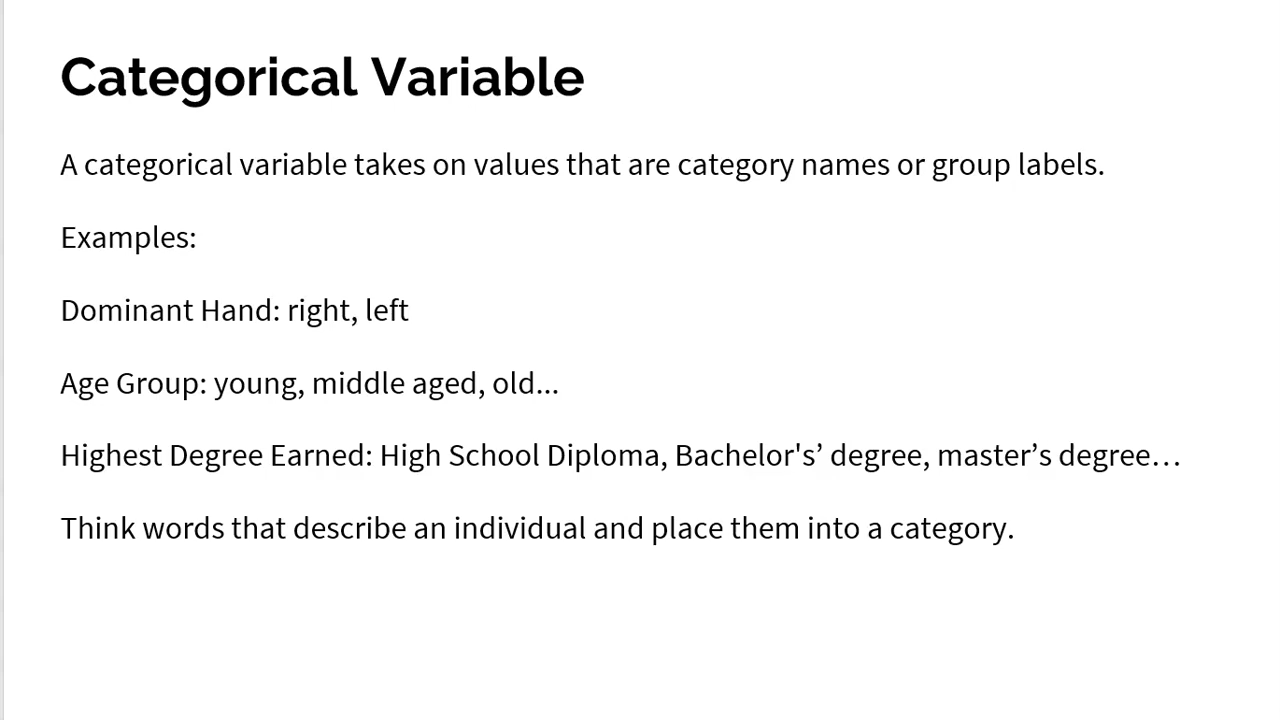 Categorical Variable
A categorical variable takes on values that are category names or group labels.
Examples:
Dominant Hand: right, left
Age Group: young, middle aged, old...
Highest Degree Earned: High School Diploma, Bachelor's’ degree, master’s degree…
Think words that describe an individual and place them into a category.